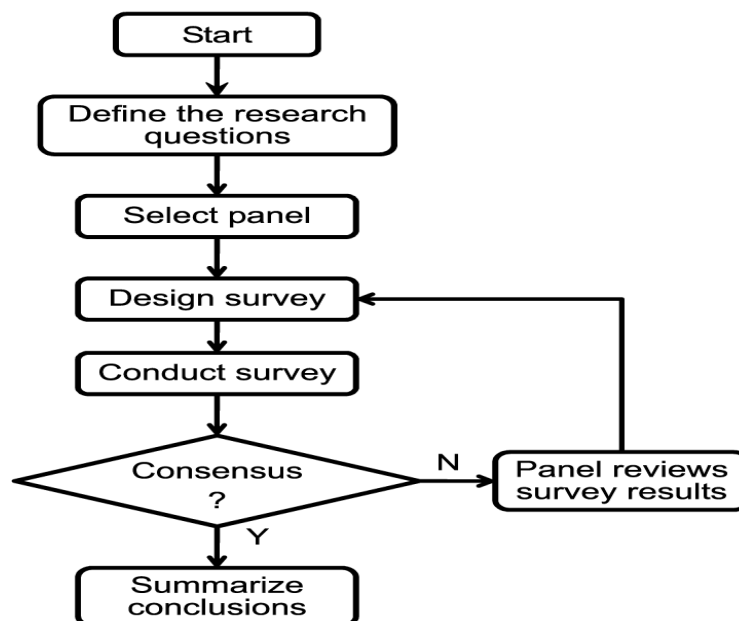 Start
Define the research
questions
Select panel
Design survey
Conduct survey
Consensus
?
N
Panel reviews
survey results
Y
Summarize
conclusions